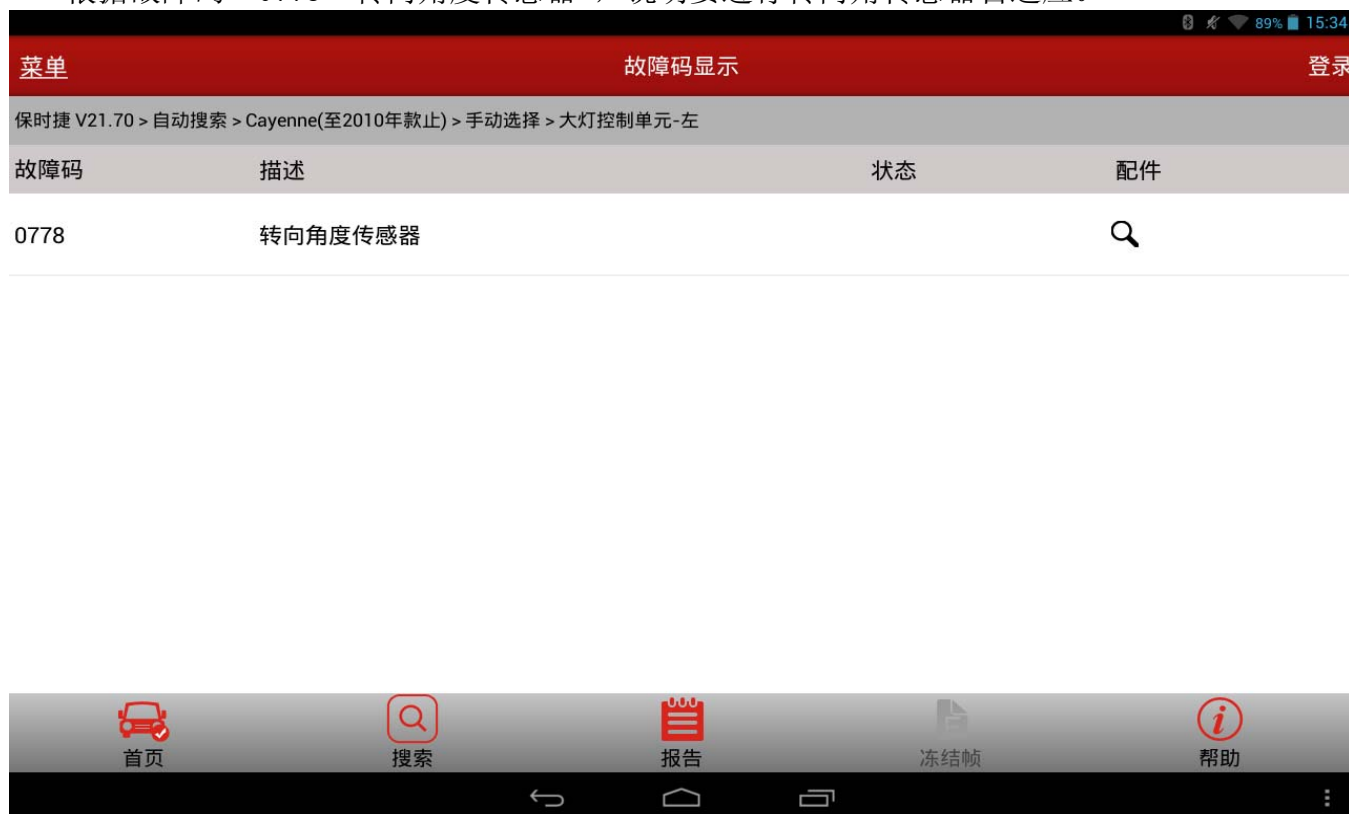 89% 15:34
菜单 故障码显示 登录
保时捷 V21.70 > 自动搜索 > Cayenne(至2010年款止) > 手动选择 > 大灯控制单元-左
故障码 描述 状态 配件
0778 转向角度传感器
首页 搜索 报告 冻结帧 帮助